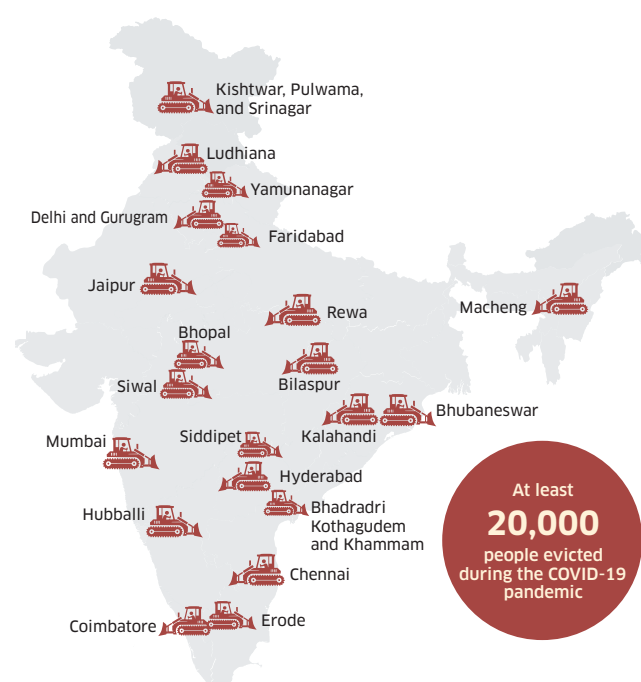 Kishtwar, Pulwama,
and Srinagar
Ludhiana
Yamunanagar
Delhi and Gurugram
Faridabad
Jaipur
Macheng
Rewa
Bhopal
Siwal
Bilaspur
Bhubaneswar
Kalahandi
Mumbai
Siddipet
Hyderabad
Hubballi
Bhadradri
Kothagudem
and Khammam
Chennai
Coimbatore
Erode
At least
20,000
people evicted
during the COVID-19
pandemic